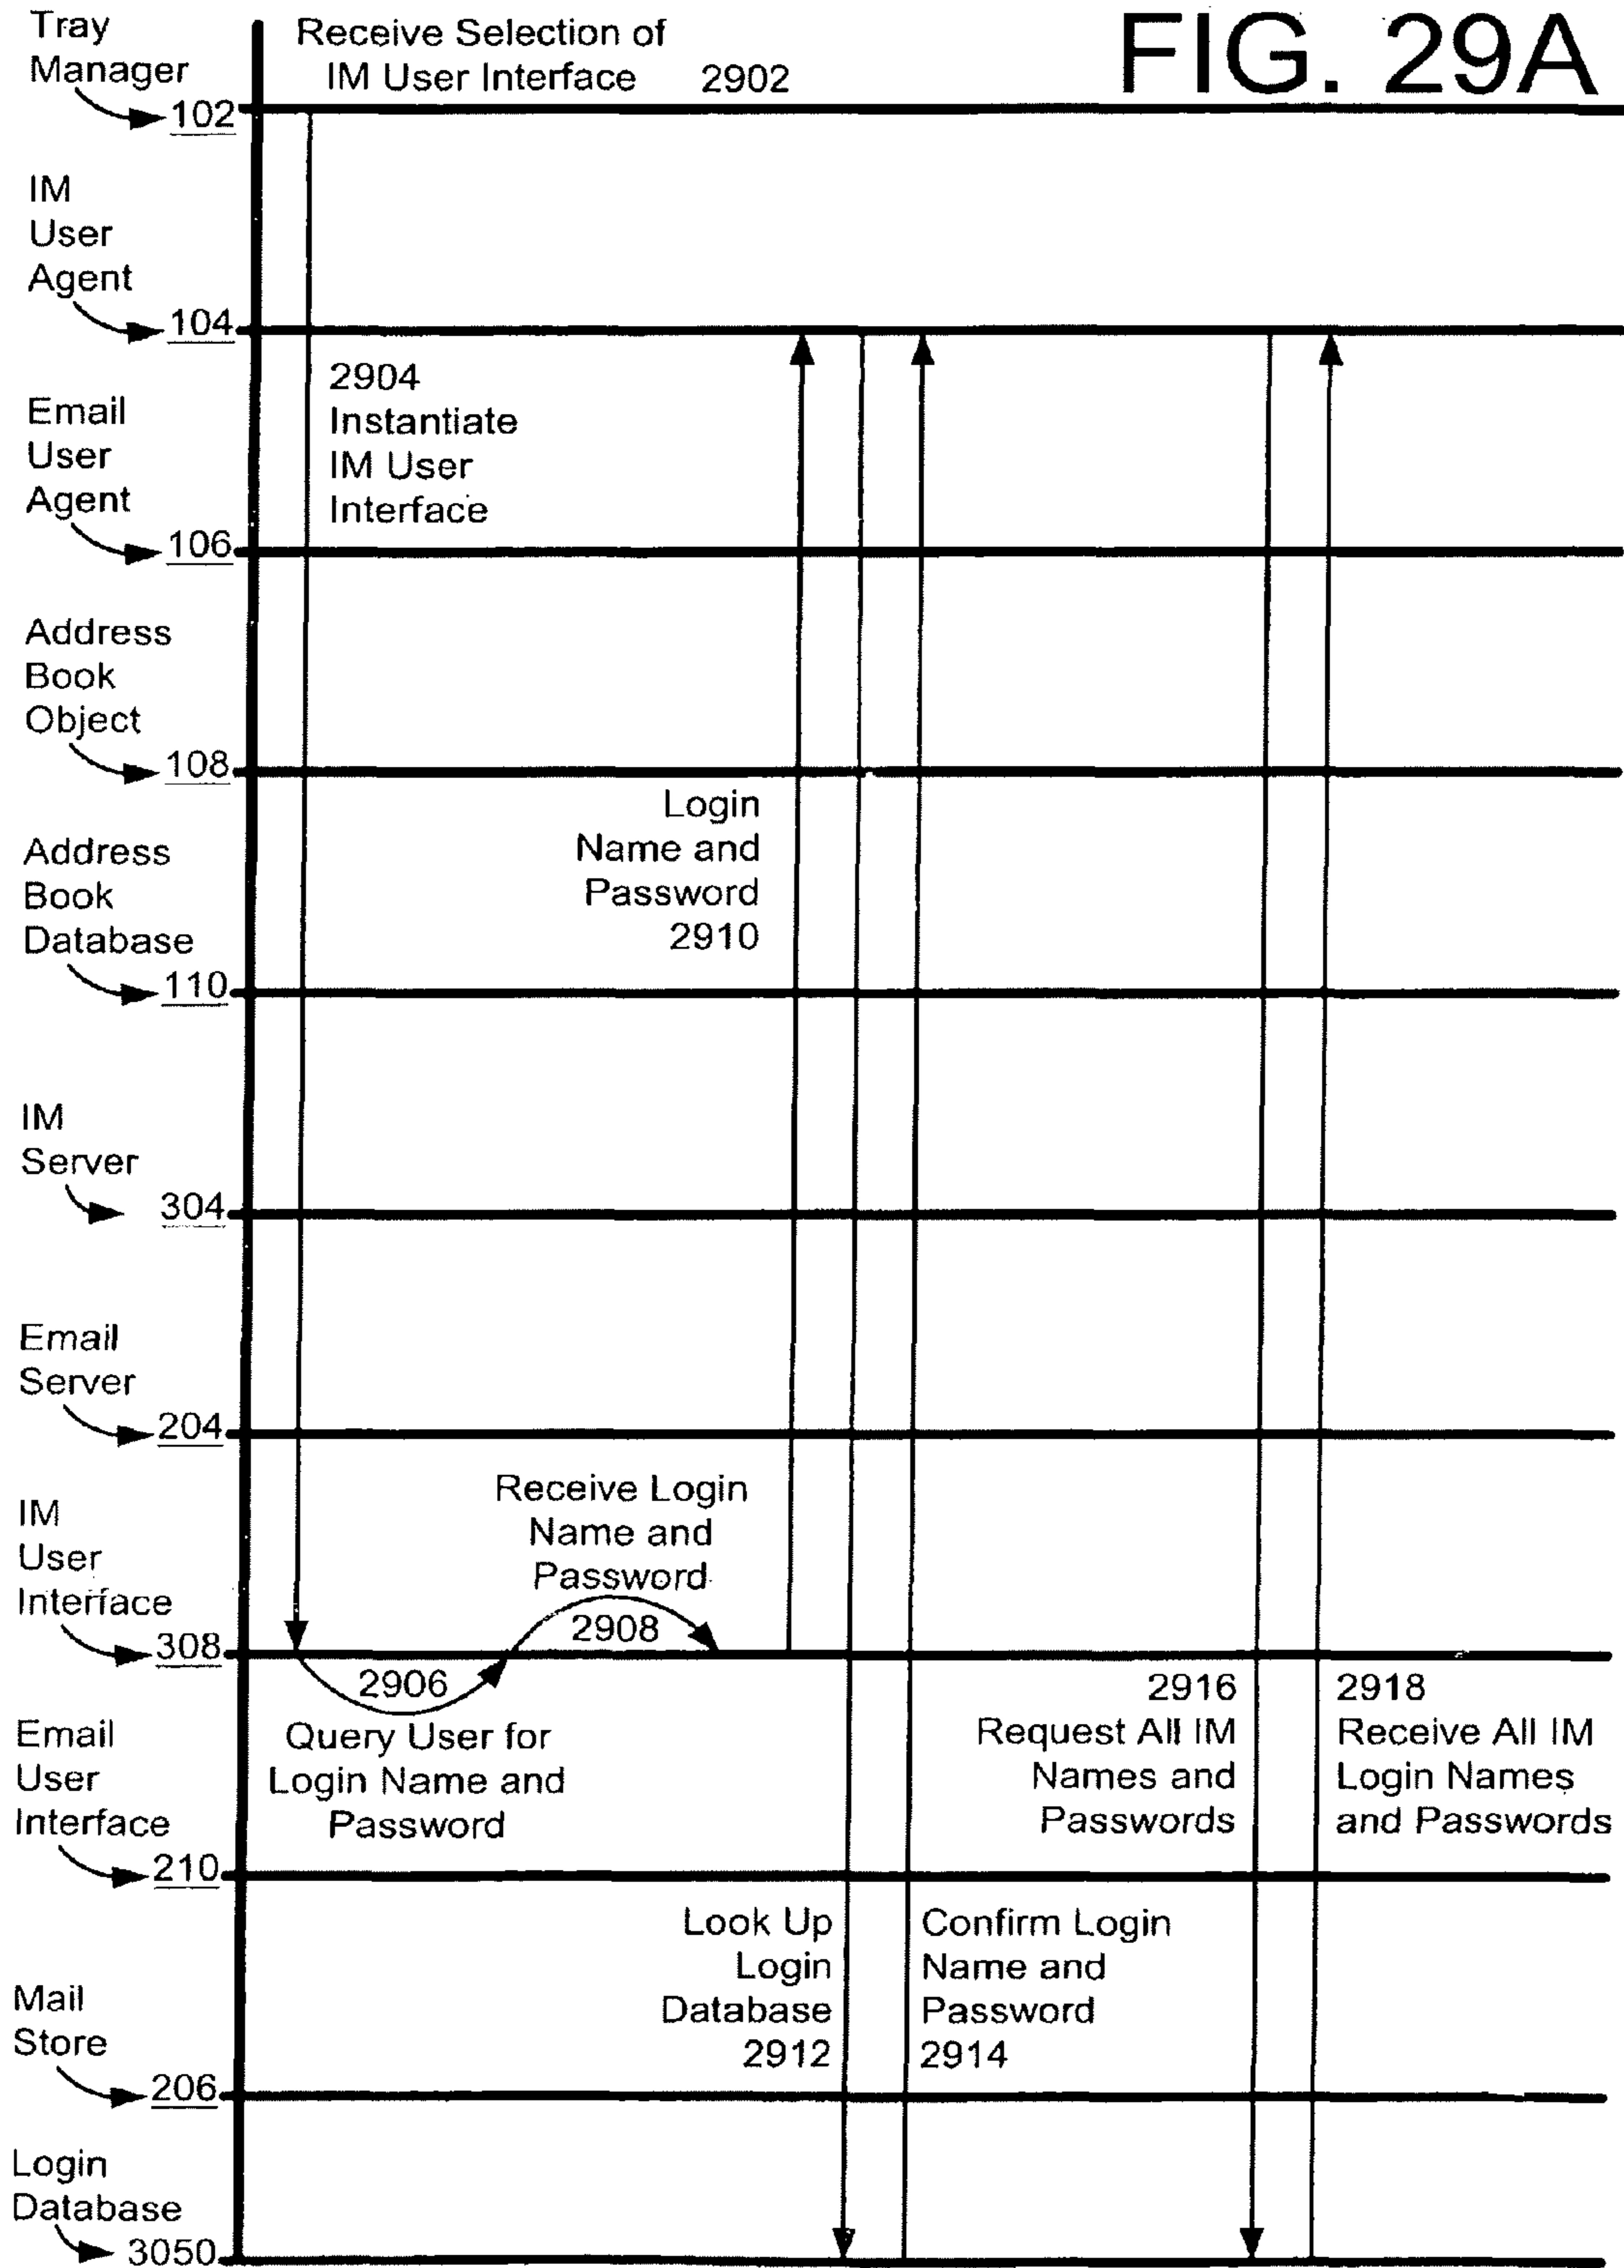 FIG. 29A
Tray
Manager
102
Receive Selection of
IM User Interface 2902
IM
User
Agent
104
2904
Instantiate
IM User
Interface
Email
User
Agent
106
Address
Book
Object
108
Login
Name and
Password
2910
Address
Book
Database
110
IM
Server
304
Email
Server
204
Receive Login
Name and
Password
2908
IM
User
Interface
308
2906
Query User for
Login Name and
Password
2916
Request All IM
Names and
Passwords
2918
Receive All IM
Login Names
and Passwords
Email
User
Interface
210
Look Up
Login
Database
2912
Confirm Login
Name and
Password
2914
Mail
Store
206
Login
Database
3050